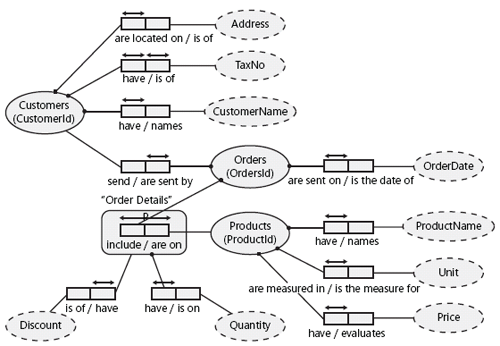 Address
are located on / is of
TaxNo
have / is of
Customers
(CustomerId)
CustomerName
have / names
Orders
(OrdersId)
OrderDate
send / are sent by
are sent on / is the date of
"Order Details"
P
include / are on
Products
(ProductId)
ProductName
have / names
Unit
are measured in / is the measure for
Price
have / evaluates
is of / have
have / is on
Discount
Quantity